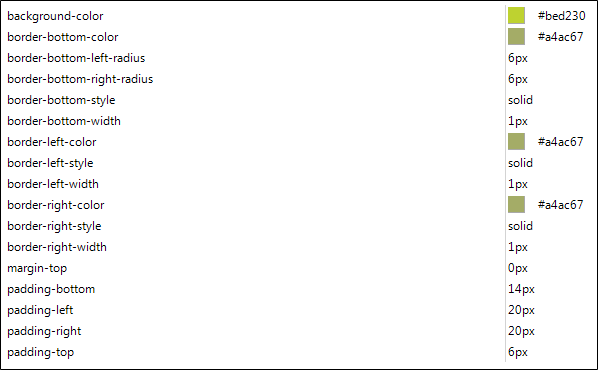 background-color #bed230
border-bottom-color #a4ac67
border-bottom-left-radius 6px
border-bottom-right-radius 6px
border-bottom-style solid
border-bottom-width 1px
border-left-color #a4ac67
border-left-style solid
border-left-width 1px
border-right-color #a4ac67
border-right-style solid
border-right-width 1px
margin-top 0px
padding-bottom 14px
padding-left 20px
padding-right 20px
padding-top 6px